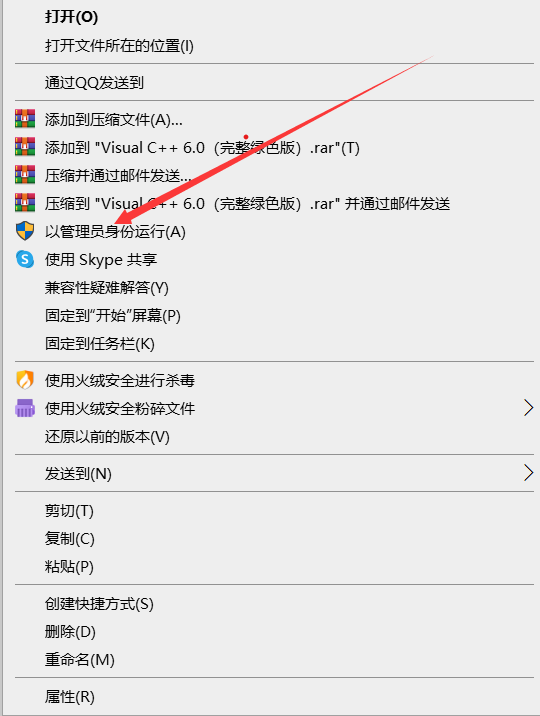 打开(O)
打开文件所在的位置(I)
通过QQ发送到
添加到压缩文件(A)...
添加到 "Visual C++ 6.0（完整绿色版）.rar"(T)
压缩并通过邮件发送...
压缩到 "Visual C++ 6.0（完整绿色版）.rar" 并通过邮件发送
以管理员身份运行(A)
使用 Skype 共享
兼容性疑难解答(Y)
固定到“开始”屏幕(P)
固定到任务栏(K)
使用火绒安全进行杀毒
使用火绒安全粉碎文件
还原以前的版本(V)
发送到(N)
剪切(T)
复制(C)
粘贴(P)
创建快捷方式(S)
删除(D)
重命名(M)
属性(R)